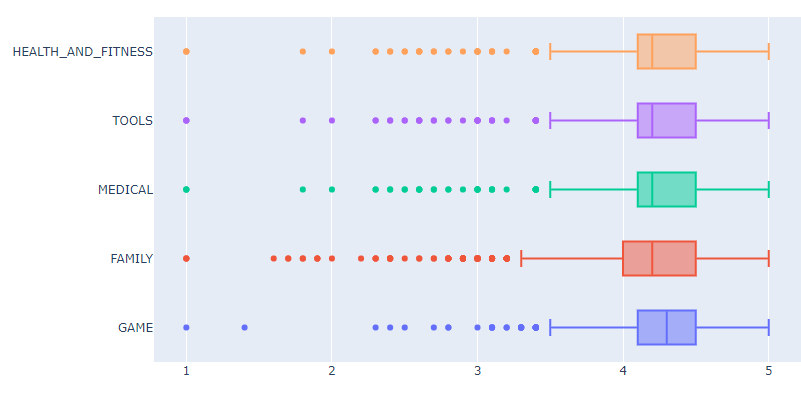 HEALTH_AND_FITNESS
TOOLS
MEDICAL
FAMILY
GAME
1 2 3 4 5